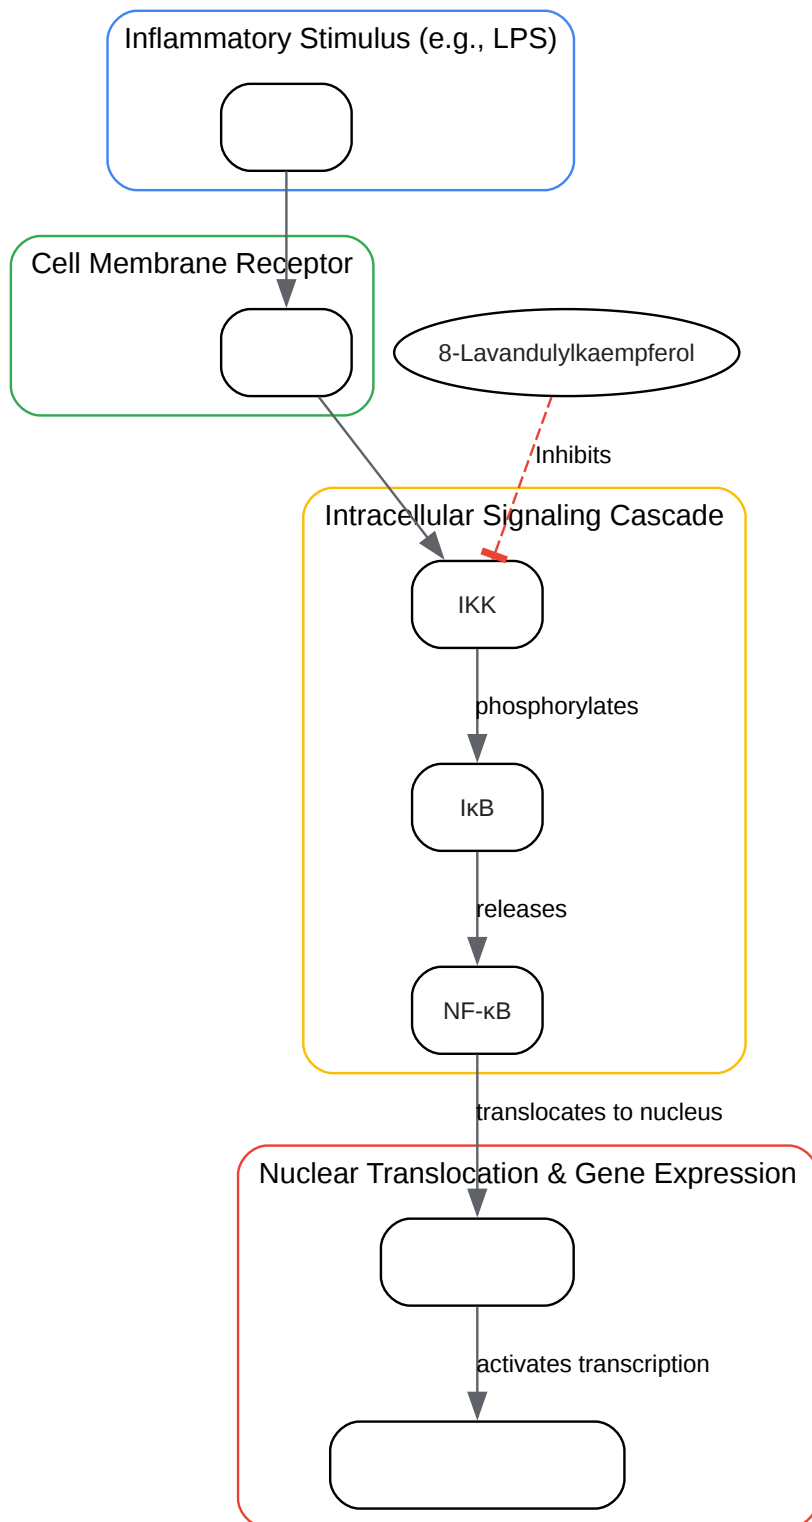 Inflammatory Stimulus (e.g., LPS)
Cell Membrane Receptor
8-Lavandulylkaempferol
Inhibits
Intracellular Signaling Cascade
IKK
phosphorylates
IκB
releases
NF-κB
translocates to nucleus
Nuclear Translocation & Gene Expression
activates transcription